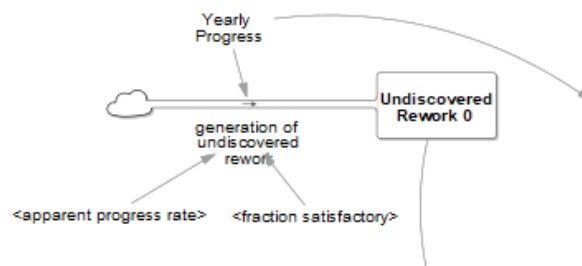 Yearly
Progress
Undiscovered
Rework 0
generation of
undiscovered
rework
<apparent progress rate>
<fraction satisfactory>